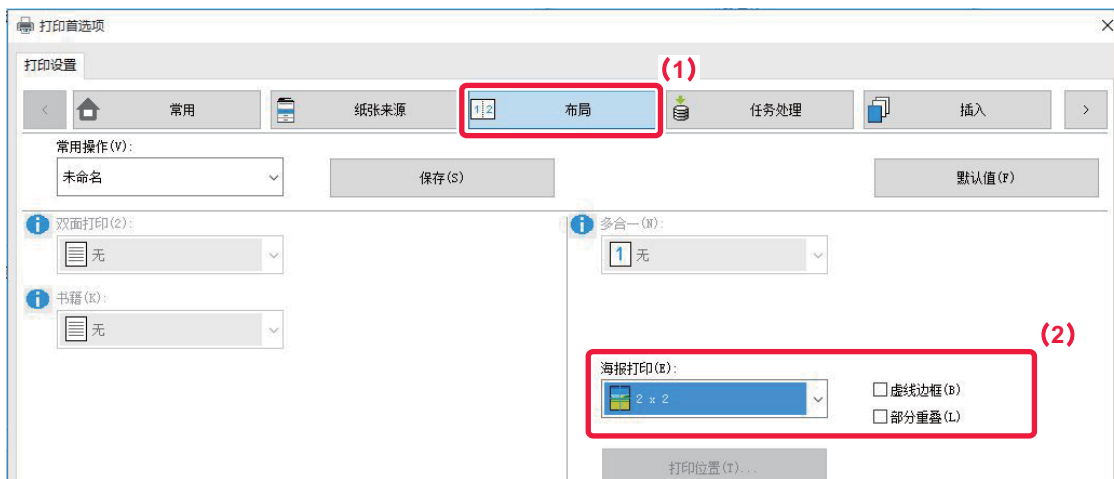 打印首选项
打印设置
(1)
常用 纸张来源 1 2 布局 任务处理 插入
常用操作(V):
未命名 保存(S) 默认值(F)
双面打印(2): 多合一(N):
无 1 无
书籍(K):
无
(2)
海报打印(E):
2 x 2 虚线边框(B)
部分重叠(L)
打印位置(T)...